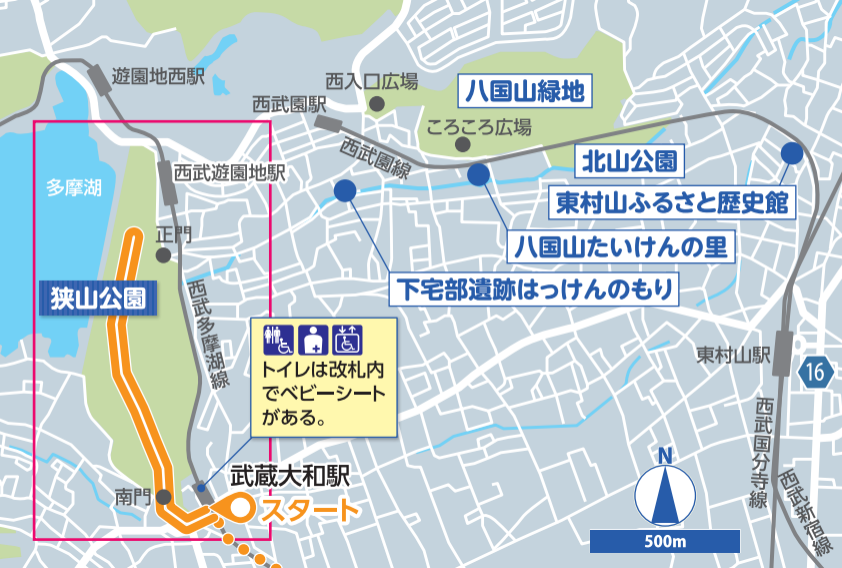 遊園地西駅
西入口広場
八国山緑地
西武園駅
ころころ広場
西武園線
北山公園
西武遊園地駅
多摩湖
東村山ふるさと歴史館
正門
八国山たいけんの里
下宅部遺跡はっけんのもり
狭山公園
西武多摩湖線
トイレは改札内
でベビーシート
がある。
東村山駅
16
西武国分寺線
武蔵大和駅
南門
スタート
N
西武新宿線
500m